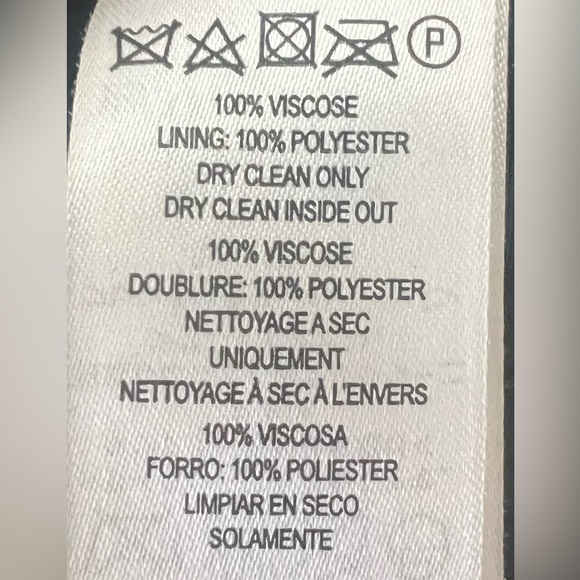 P
100% VISCOSE
LINING: 100% POLYESTER
DRY CLEAN ONLY
DRY CLEAN INSIDE OUT
100% VISCOSE
DOUBLURE: 100% POLYESTER
NETTOYAGE A SEC
UNIQUEMENT
NETTOYAGE À SEC À L'ENVERS
100% VISCOSA
FORRO: 100% POLIESTER
LIMPIAR EN SECO
SOLAMENTE